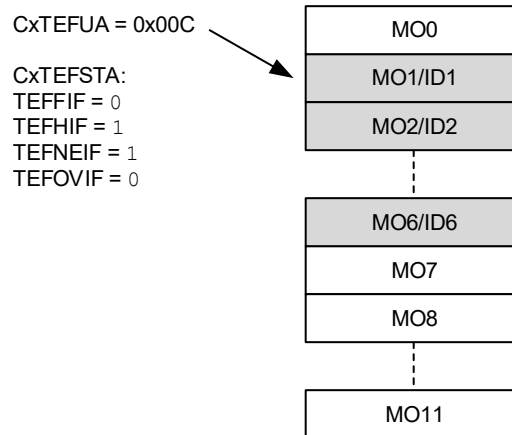 CxTEFUA = 0x00C
CxTEFSTA:
TEFFIF = 0
TEFHIF = 1
TEFNEIF = 1
TEFOVIF = 0
MO0
MO1/ID1
MO2/ID2
MO6/ID6
MO7
MO8
MO11